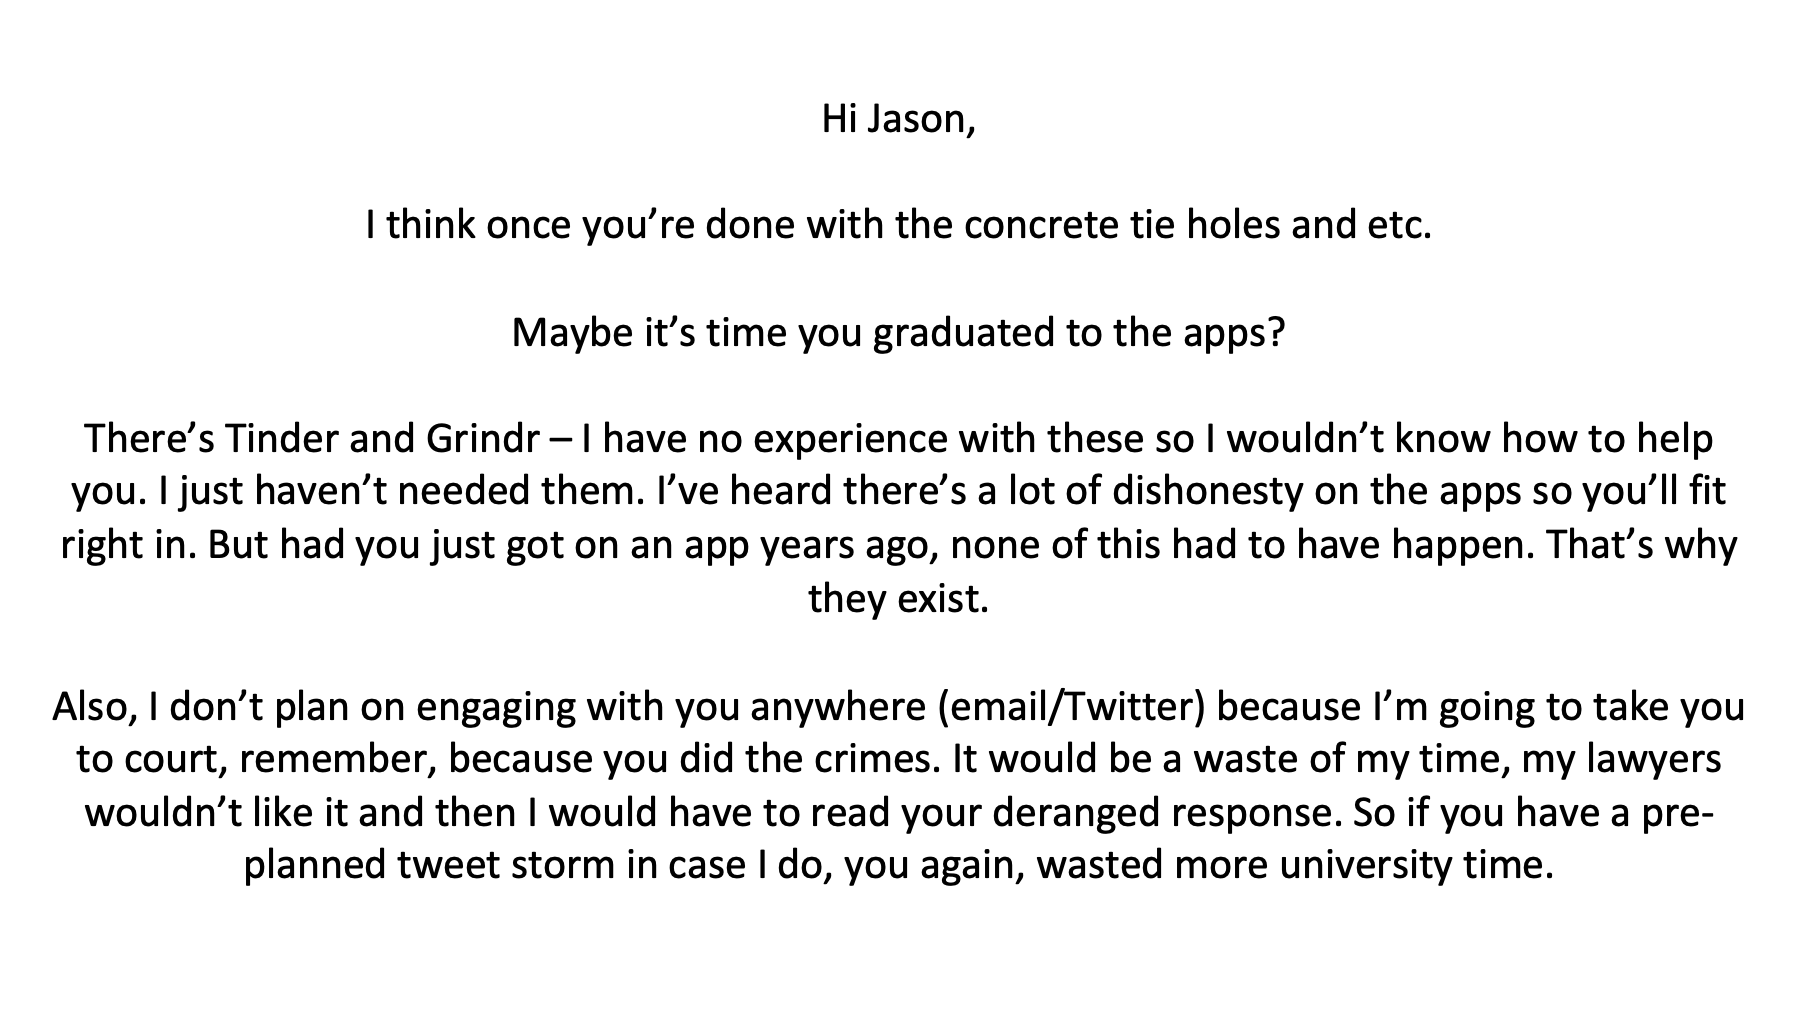 Hi Jason,
I think once you’re done with the concrete tie holes and etc.
Maybe it’s time you graduated to the apps?
There’s Tinder and Grindr – I have no experience with these so I wouldn’t know how to help
you. I just haven’t needed them. I’ve heard there’s a lot of dishonesty on the apps so you’ll fit
right in. But had you just got on an app years ago, none of this had to have happen. That’s why
they exist.
Also, I don’t plan on engaging with you anywhere (email/Twitter) because I’m going to take you
to court, remember, because you did the crimes. It would be a waste of my time, my lawyers
wouldn’t like it and then I would have to read your deranged response. So if you have a pre-
planned tweet storm in case I do, you again, wasted more university time.